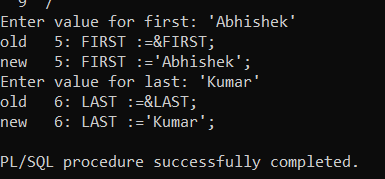 9  /
Enter value for first: 'Abhishek'
old   5: FIRST :=&FIRST;
new   5: FIRST :='Abhishek';
Enter value for last: 'Kumar'
old   6: LAST :=&LAST;
new   6: LAST :='Kumar';
PL/SQL procedure successfully completed.